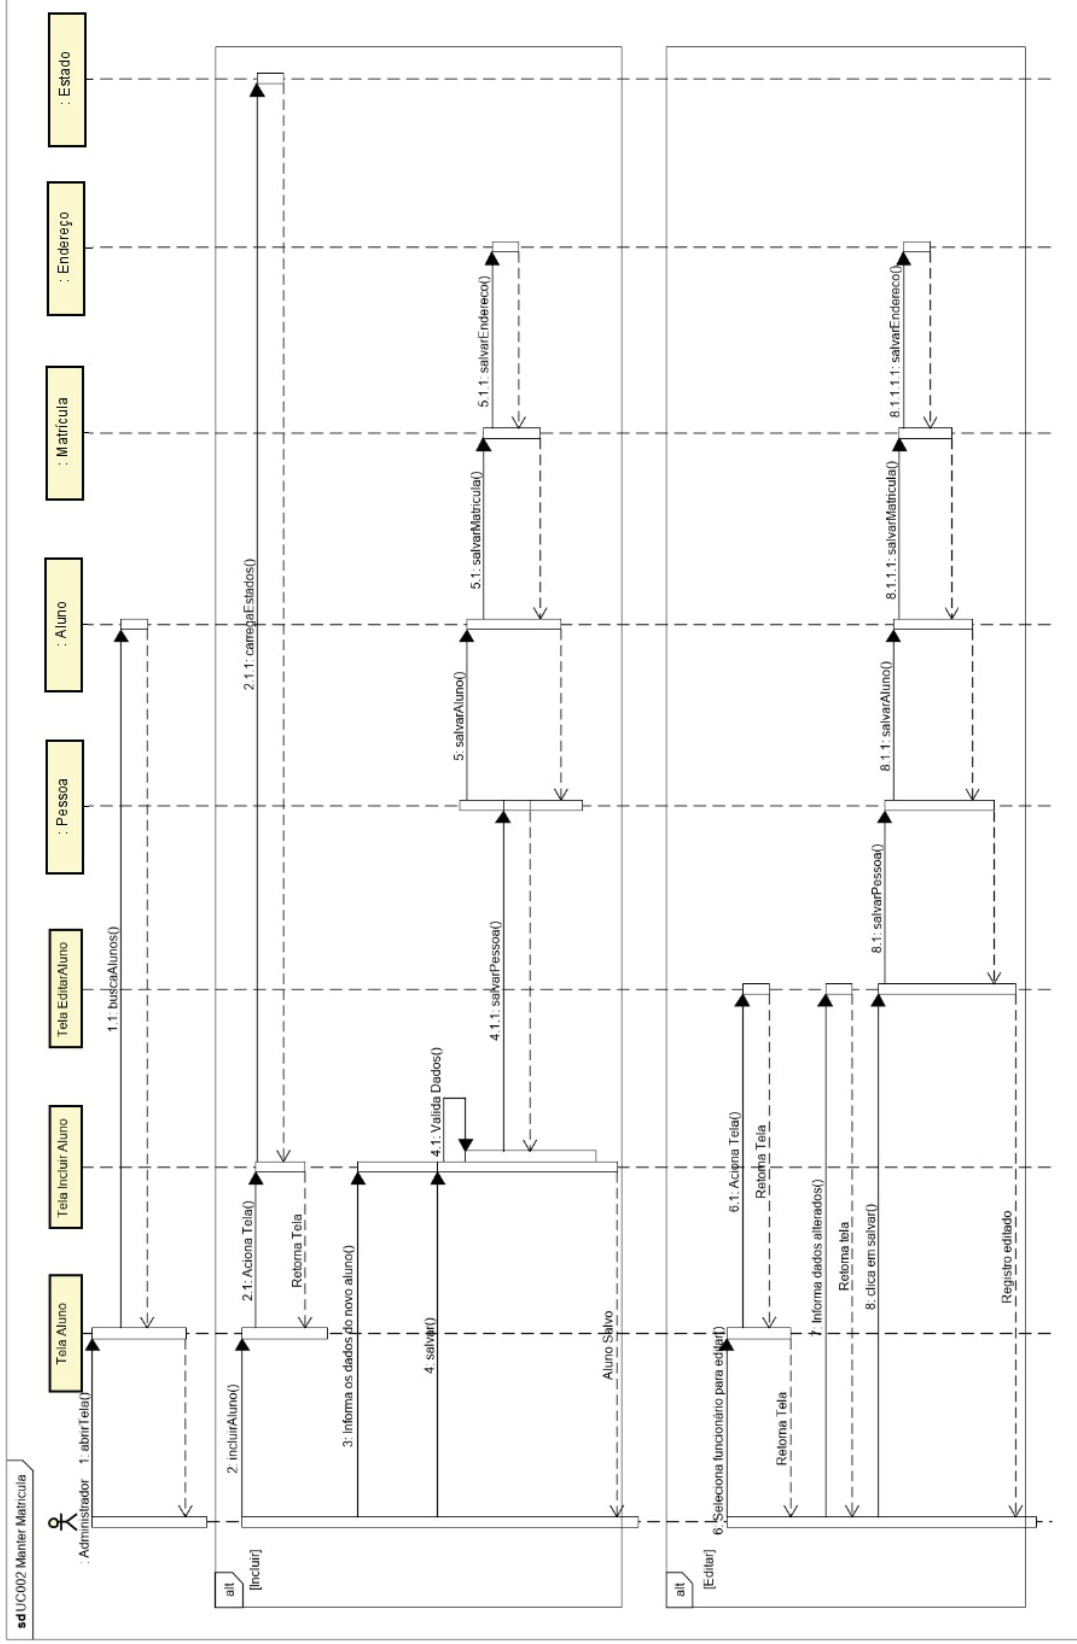 sd UC002 Manter Matricula
: Administrador
Tela Aluno
Tela Incluir Aluno
Tela EditarAluno
: Pessoa
: Aluno
: Matrícula
: Endereço
: Estado
1: abrirTela()
1.1: buscaAlunos()
alt
[Incluir]
2: incluirAluno()
2.1: Aciona Tela()
2.1.1: carregaEstados()
Retorna Tela
3: Informa os dados do novo aluno()
4: salvar()
4.1: Valida Dados()
4.1.1: salvarPessoa()
5: salvarAluno()
5.1: salvarMatricula()
5.1.1: salvarEndereco()
Aluno Salvo
alt
[Editar]
6: Seleciona funcionário para editar()
6.1: Aciona Tela()
Retorna Tela
Retorna Tela
7: Informa dados alterados()
Retorna tela
8: clica em salvar()
8.1: salvarPessoa()
8.1.1: salvarAluno()
8.1.1.1: salvarMatricula()
8.1.1.1.1: salvarEndereco()
Registro editado